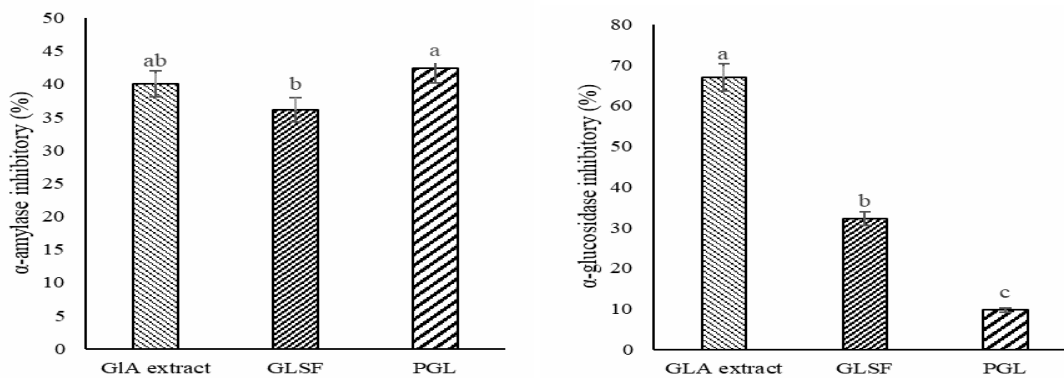 α-amylase inhibitory (%)
50
45
40
35
30
25
20
15
10
5
0
ab
b
a
GlA extract
GLSF
PGL
α-glucosidase inhibitory (%)
80
70
60
50
40
30
20
10
0
a
b
c
GLA extract
GLSF
PGL